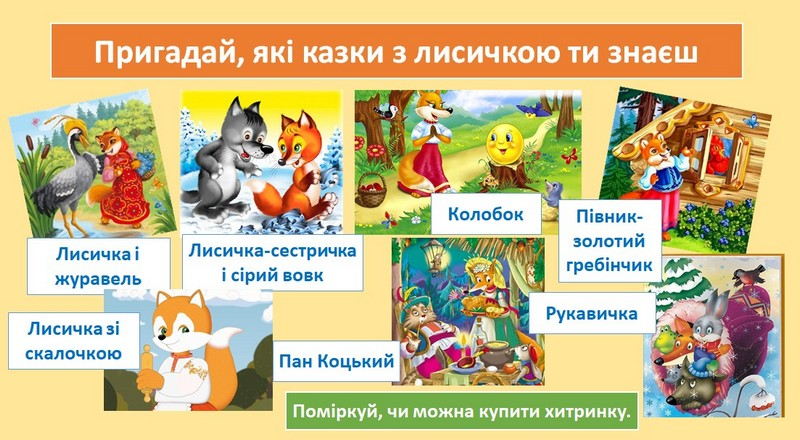 Пригадай, які казки з лисичкою ти знаєш
Лисичка і
журавель
Лисичка-сестричка
і сірий вовк
Колобок
Півник-
золотий
гребінчик
Лисичка зі
скалочкою
Пан Коцький
Рукавичка
Поміркуй, чи можна купити хитринку.